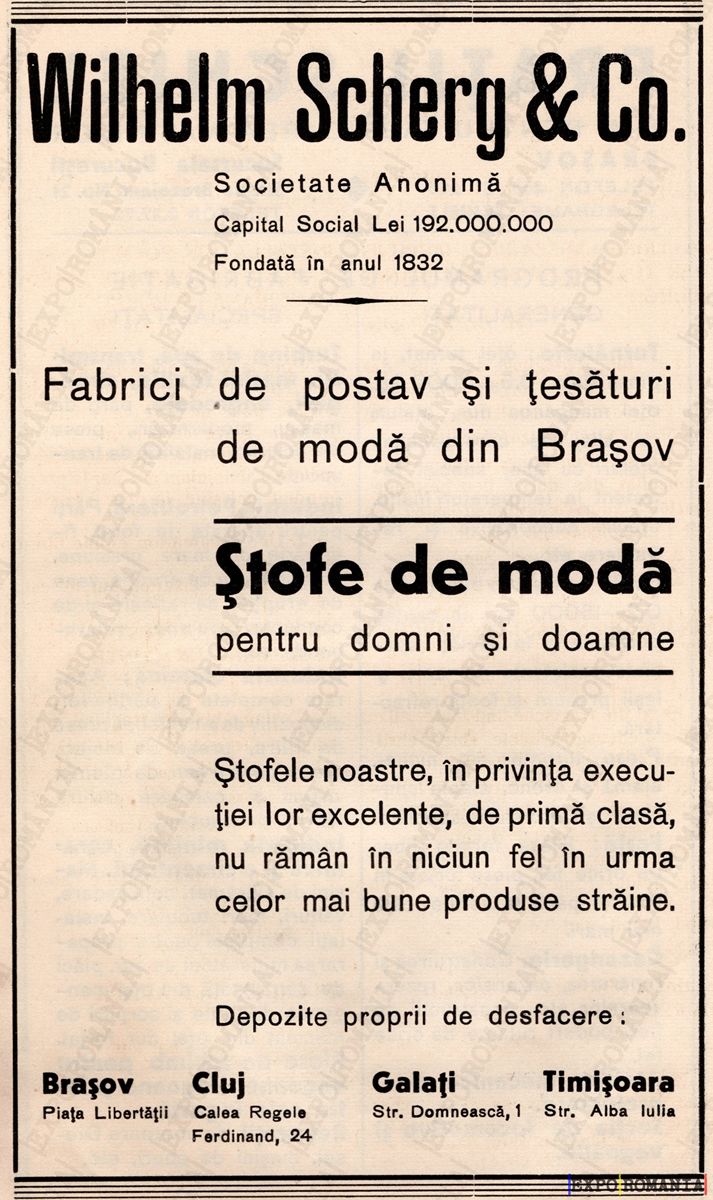 Wilhelm Scherg & Co.
Societate Anonimă
Capital Social Lei 192.000.000
Fondată în anul 1832
Fabrici de postav şi ţesături
de modă din Braşov
Ştofe de modă
pentru domni şi doamne
Ştofele noastre, în privinţa execu-
ţiei lor excelente, de primă clasă,
nu rămân în niciun fel în urma
celor mai bune produse străine.
Depozite proprii de desfacere :
Braşov Cluj Galaţi Timişoara
Piaţa Libertăţii Calea Regele Str. Domnească, 1 Str. Alba Iulia
Ferdinand, 24
EXPO ROMANIA